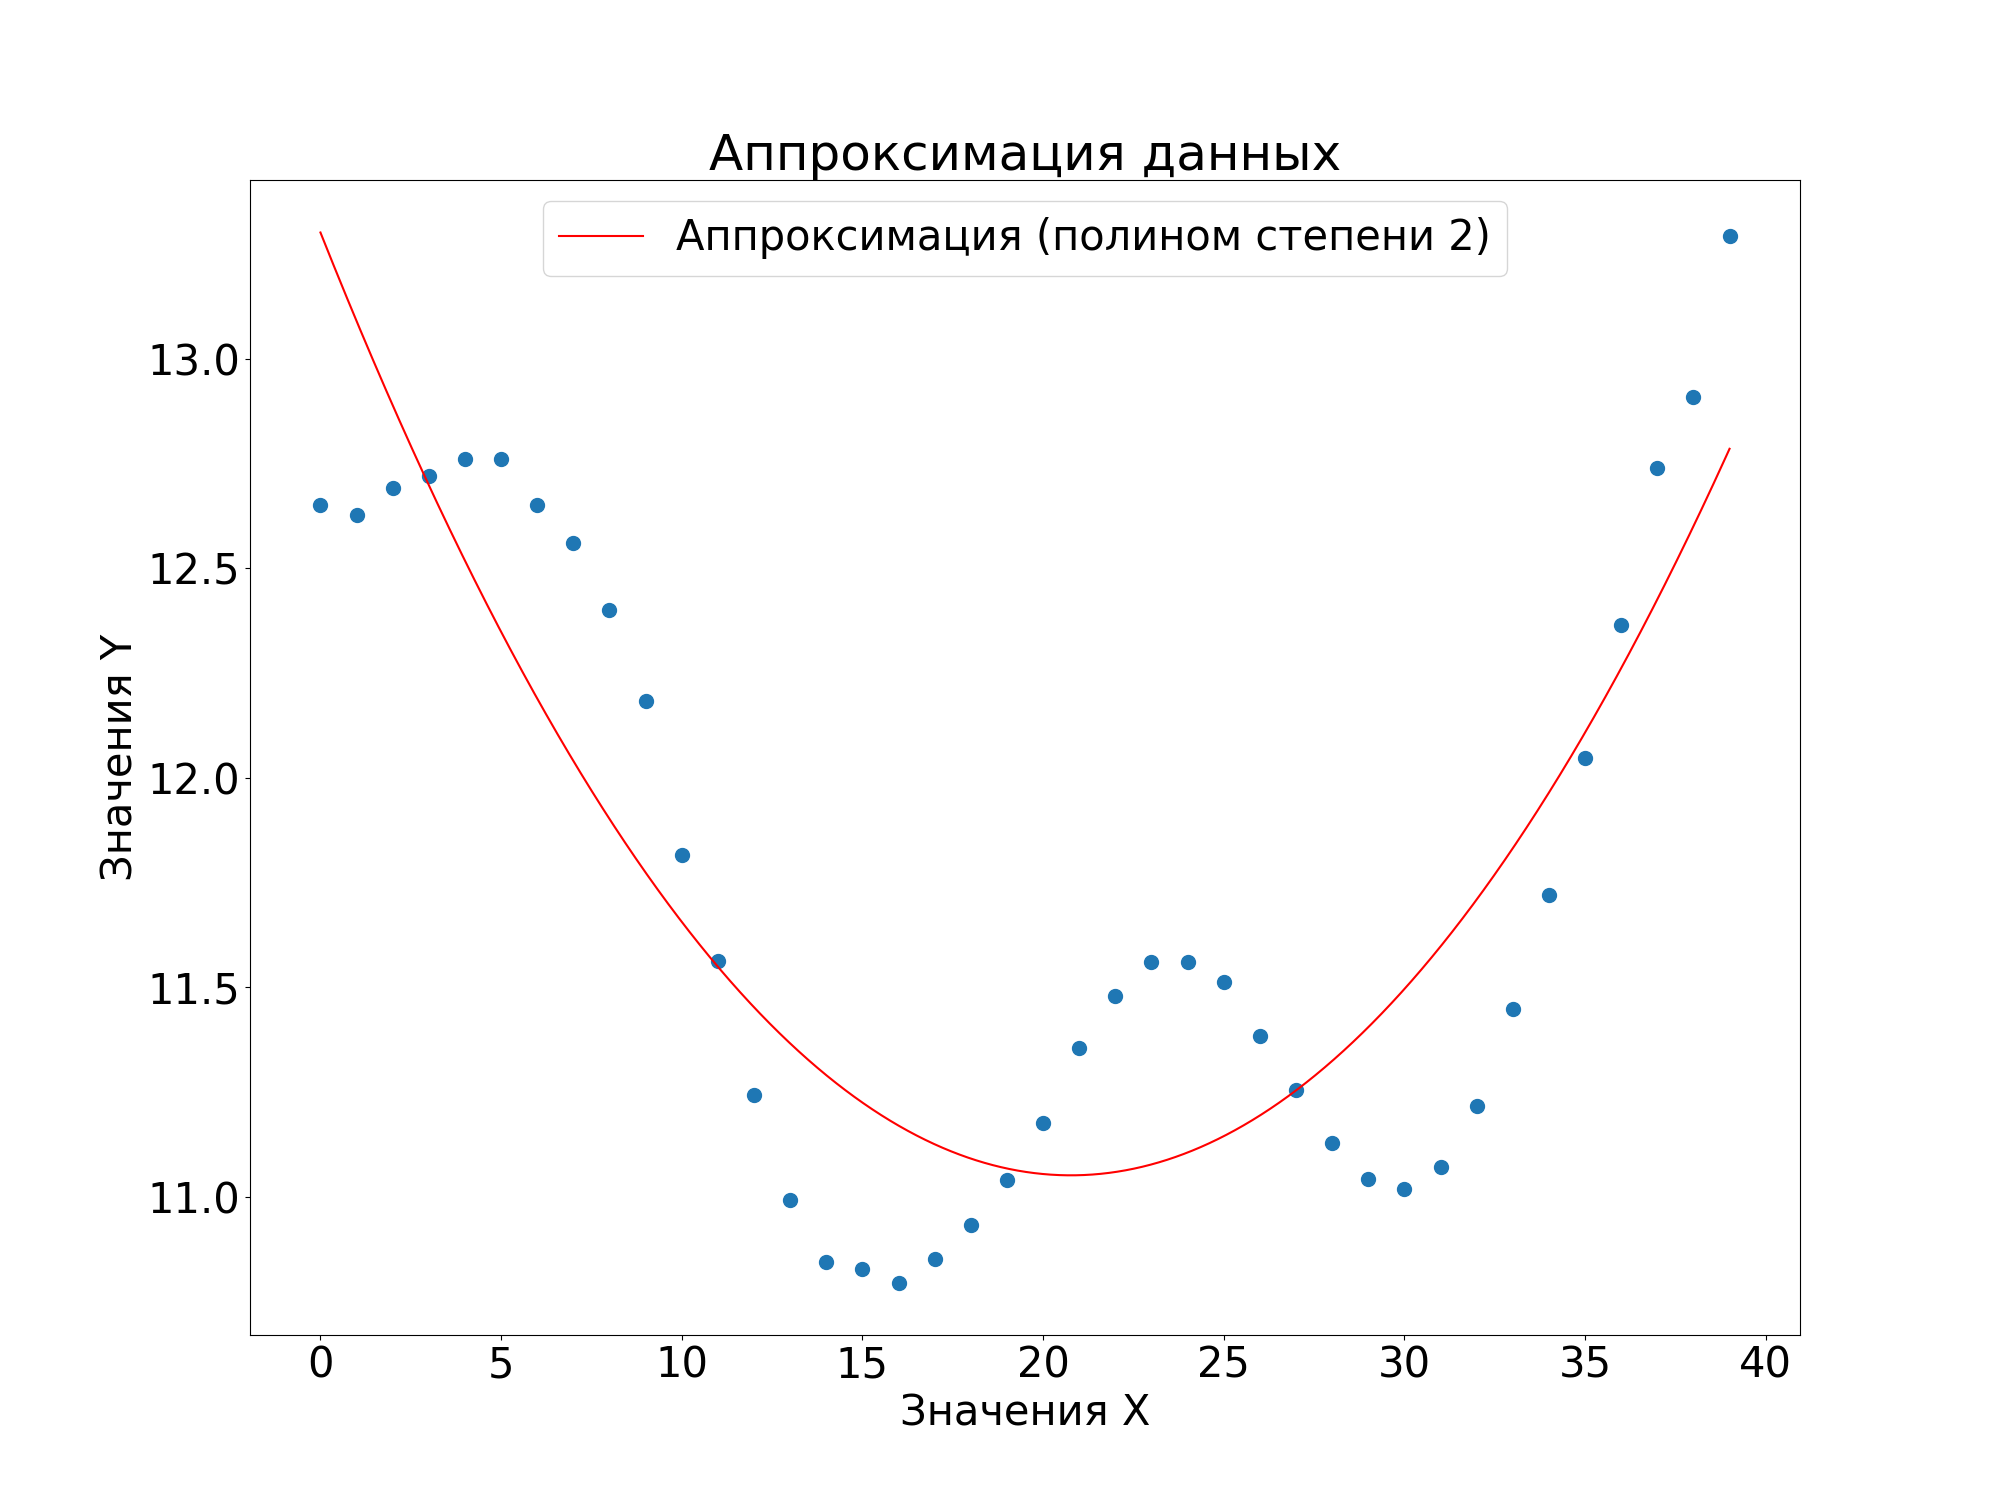 Аппроксимация данных
Аппроксимация (полином степени 2)
13.0
12.5
12.0
11.5
11.0
Значения Y
0 5 10 15 20 25 30 35 40
Значения X